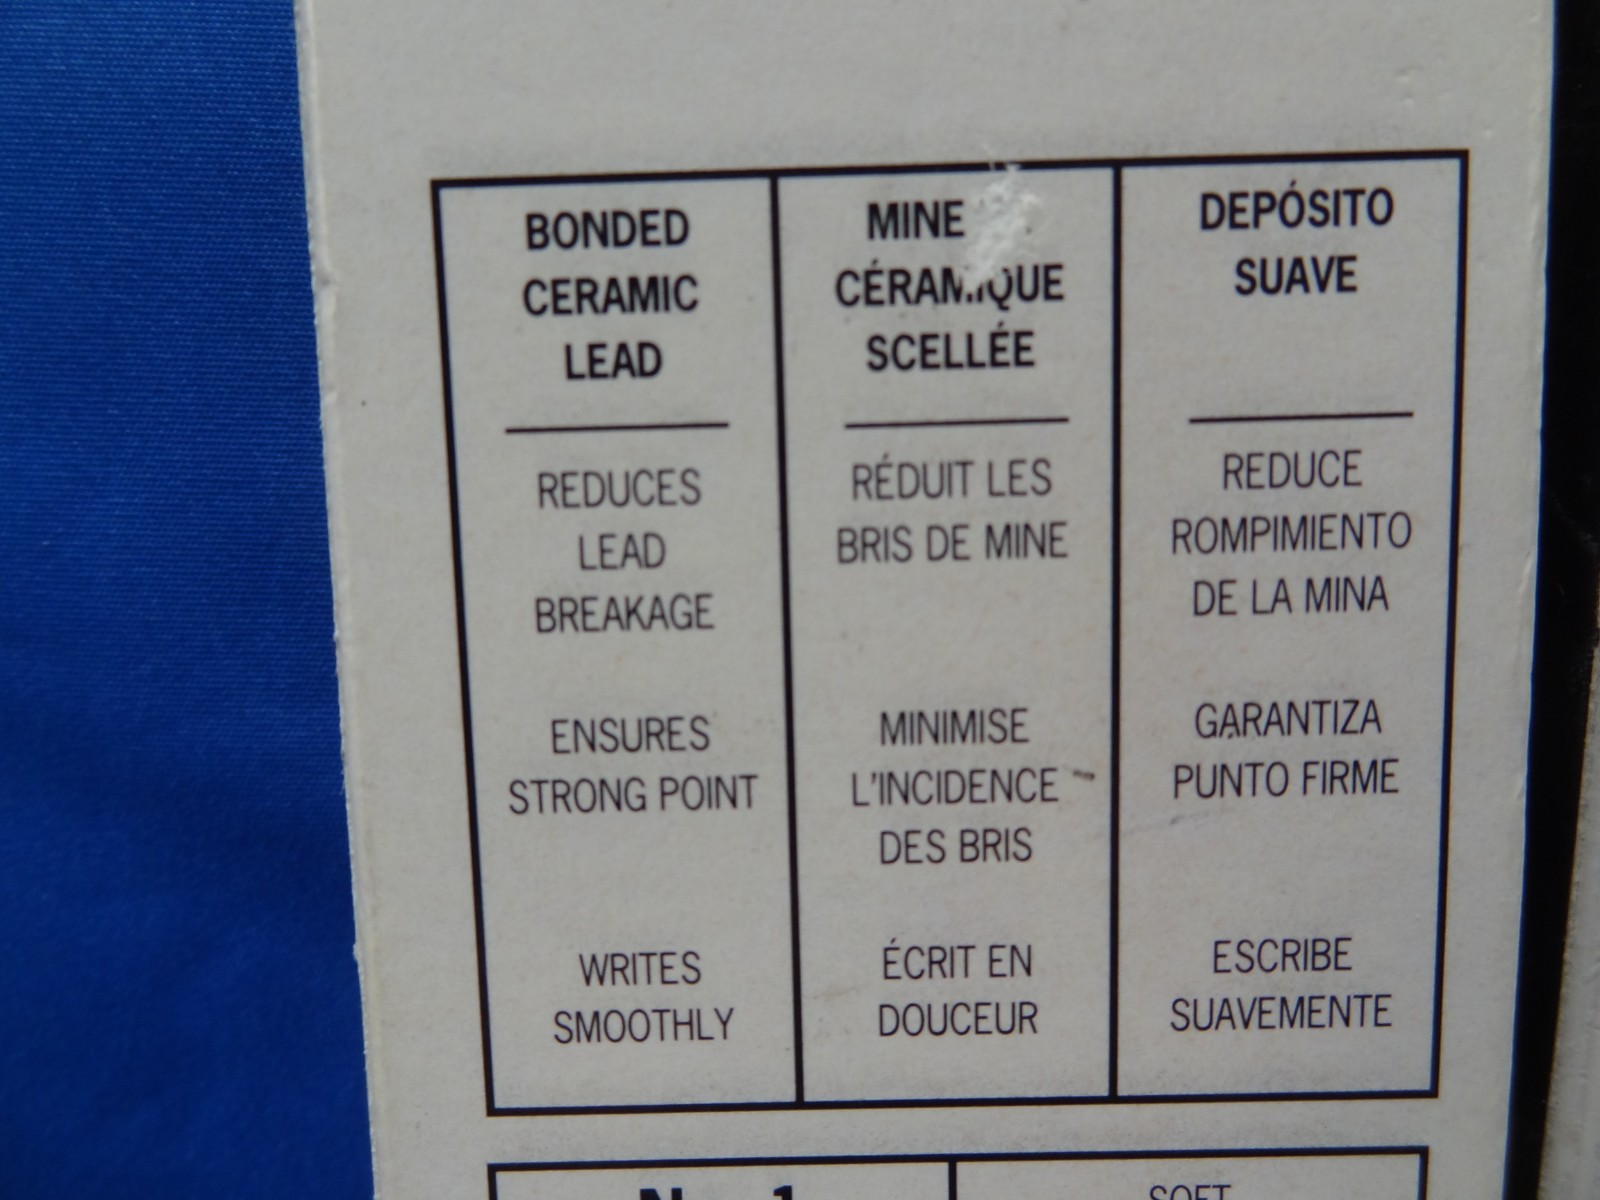 BONDED
CERAMIC
LEAD
REDUCES
LEAD
BREAKAGE
ENSURES
STRONG POINT
WRITES
SMOOTHLY
MINE
CÉRAMIQUE
SCELLÉE
RÉDUIT LES
BRIS DE MINE
MINIMISE
L'INCIDENCE
DES BRIS
ÉCRIT EN
DOUCEUR
DEPÓSITO
SUAVE
REDUCE
ROMPIMIENTO
DE LA MINA
GARANTIZA
PUNTO FIRME
ESCRIBE
SUAVEMENTE
SOFT